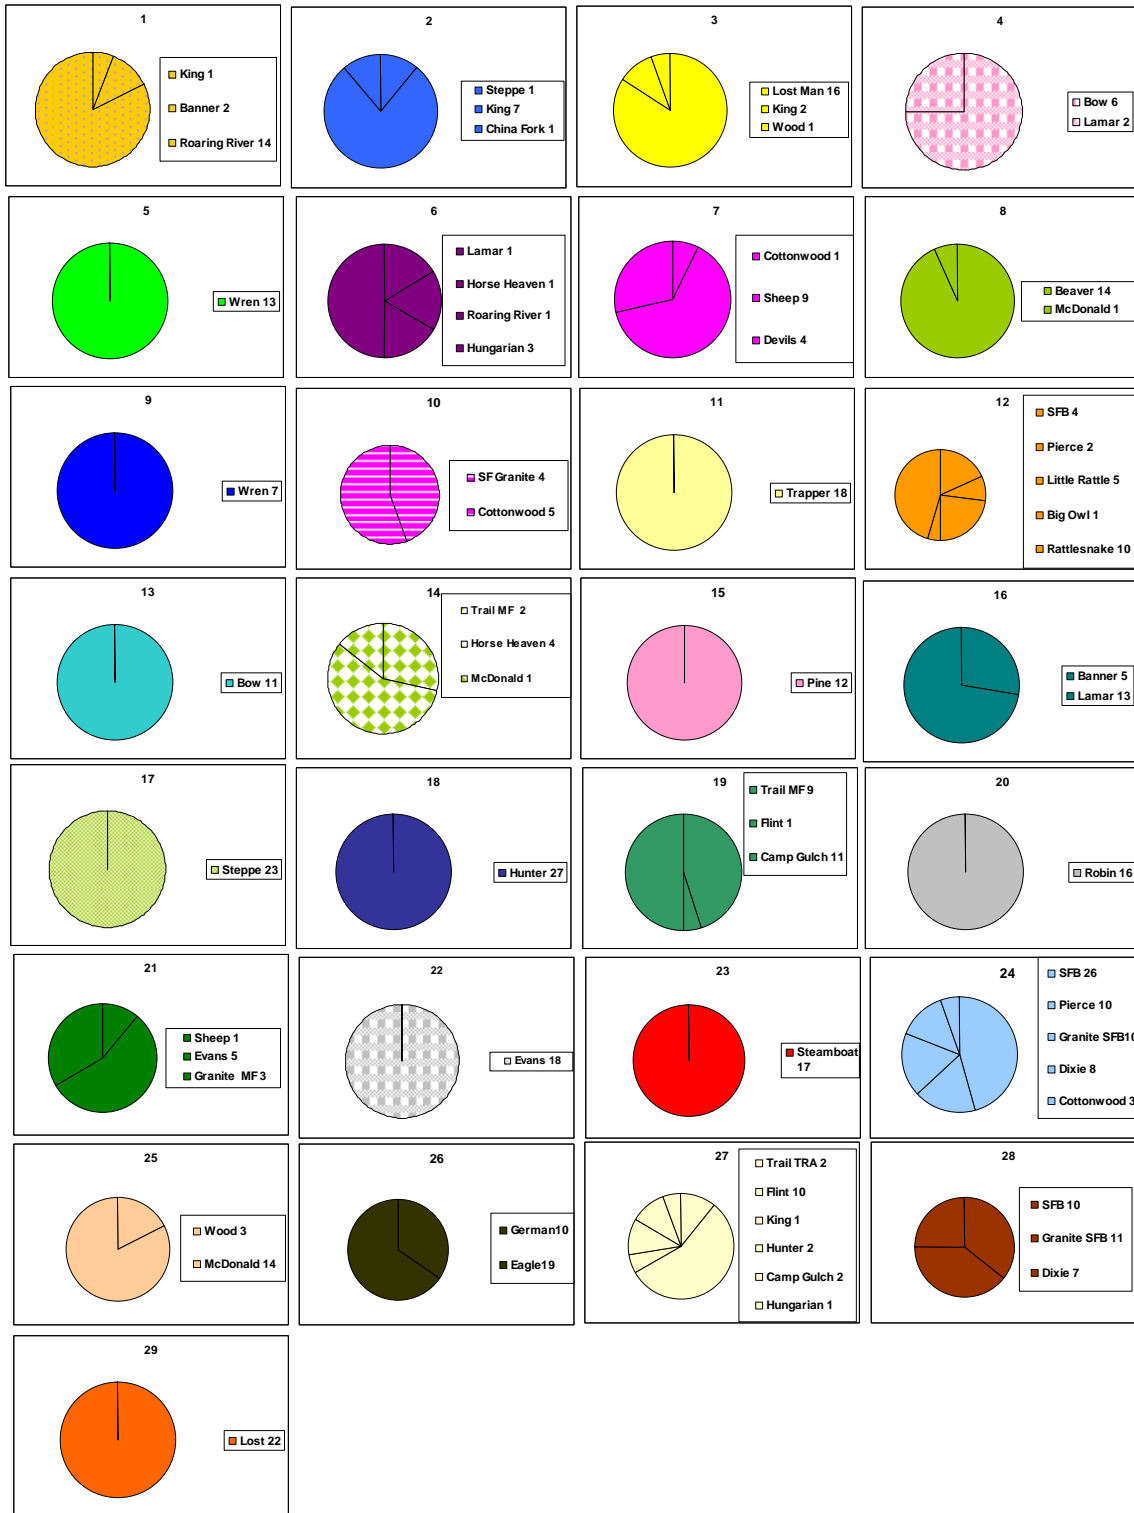 1
King 1
Banner 2
Roaring River 14
2
Steppe 1
King 7
China Fork 1
3
Lost Man 16
King 2
Wood 1
4
Bow 6
Lamar 2
5
Wren 13
6
Lamar 1
Horse Heaven 1
Roaring River 1
Hungarian 3
7
Cottonwood 1
Sheep 9
Devils 4
8
Beaver 14
McDonald 1
9
Wren 7
10
SF Granite 4
Cottonwood 5
11
Trapper 18
12
SFB 4
Pierce 2
Little Rattle 5
Big Owl 1
Rattlesnake 10
13
Bow 11
14
Trail MF 2
Horse Heaven 4
McDonald 1
15
Pine 12
16
Banner 5
Lamar 13
17
Steppe 23
18
Hunter 27
19
Trail MF 9
Flint 1
Camp Gulch 11
20
Robin 16
21
Sheep 1
Evans 5
Granite MF 3
22
Evans 18
23
Steamboat
17
24
SFB 26
Pierce 10
Granite SFB10
Dixie 8
Cottonwood 3
25
Wood 3
McDonald 14
26
German10
Eagle19
27
Trail TRA 2
Flint 10
King 1
Hunter 2
Camp Gulch 2
Hungarian 1
28
SFB 10
Granite SFB 11
Dixie 7
29
Lost 22